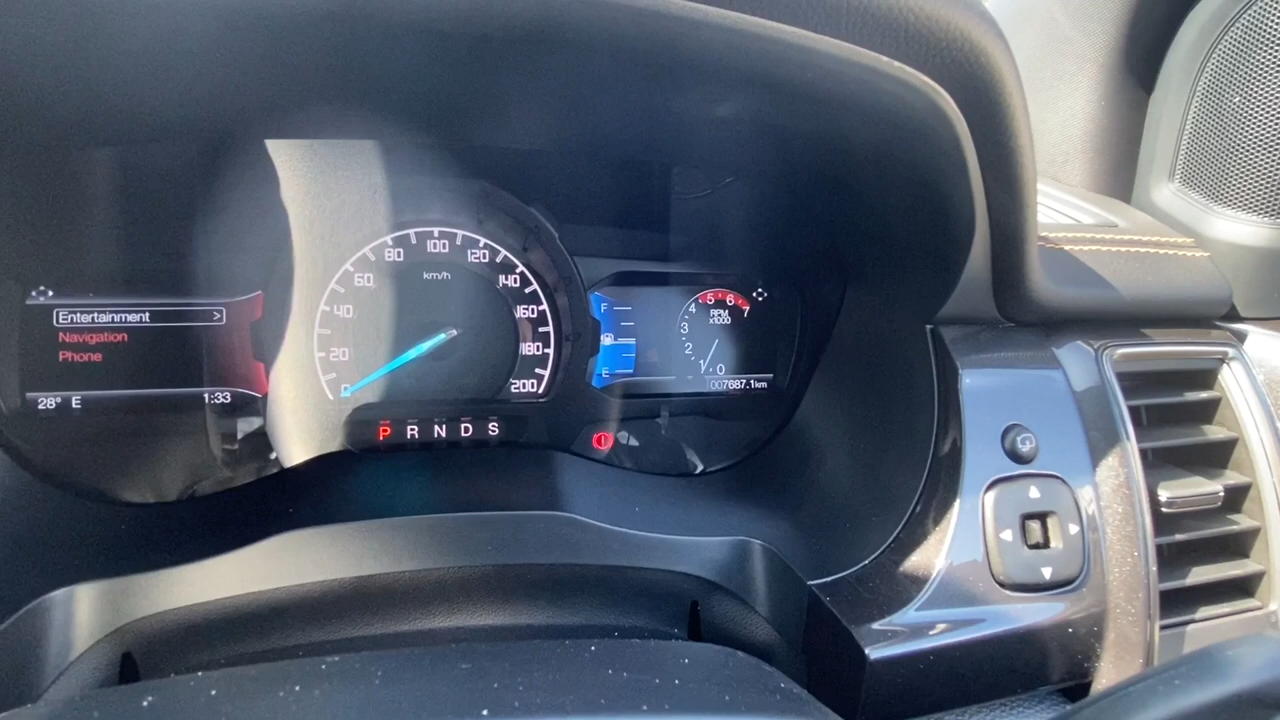 Entertainment >
Navigation
Phone
28° E 1:33
0
20
40
60
80
100
120
140
160
180
200
km/h
P R N D S
F
E
0
1
2
3
4
5
6
7
RPM
x1000
007687.1km